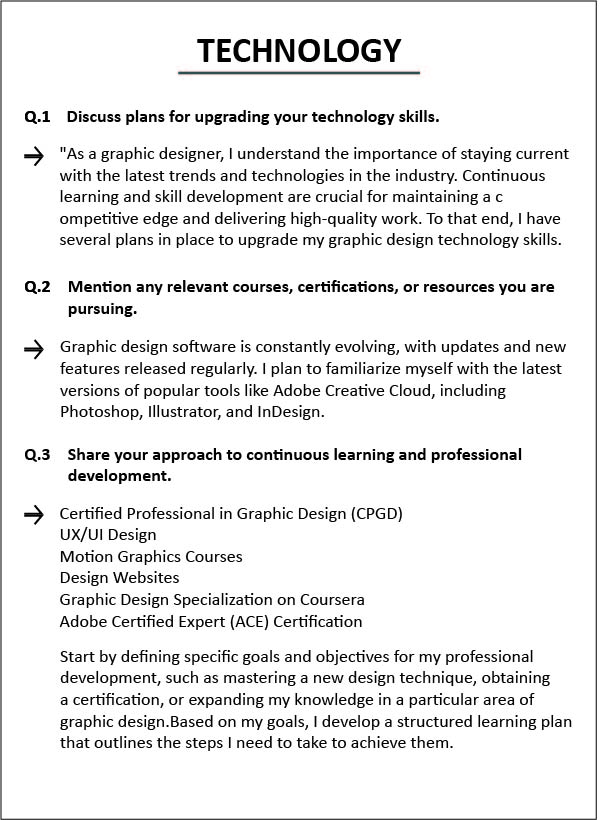 TECHNOLOGY
Q.1 Discuss plans for upgrading your technology skills.
"As a graphic designer, I understand the importance of staying current
with the latest trends and technologies in the industry. Continuous
learning and skill development are crucial for maintaining a c
ompetitive edge and delivering high-quality work. To that end, I have
several plans in place to upgrade my graphic design technology skills.
Q.2 Mention any relevant courses, certifications, or resources you are
pursuing.
Graphic design software is constantly evolving, with updates and new
features released regularly. I plan to familiarize myself with the latest
versions of popular tools like Adobe Creative Cloud, including
Photoshop, Illustrator, and InDesign.
Q.3 Share your approach to continuous learning and professional
development.
Certified Professional in Graphic Design (CPGD)
UX/UI Design
Motion Graphics Courses
Design Websites
Graphic Design Specialization on Coursera
Adobe Certified Expert (ACE) Certification
Start by defining specific goals and objectives for my professional
development, such as mastering a new design technique, obtaining
a certification, or expanding my knowledge in a particular area of
graphic design.Based on my goals, I develop a structured learning plan
that outlines the steps I need to take to achieve them.